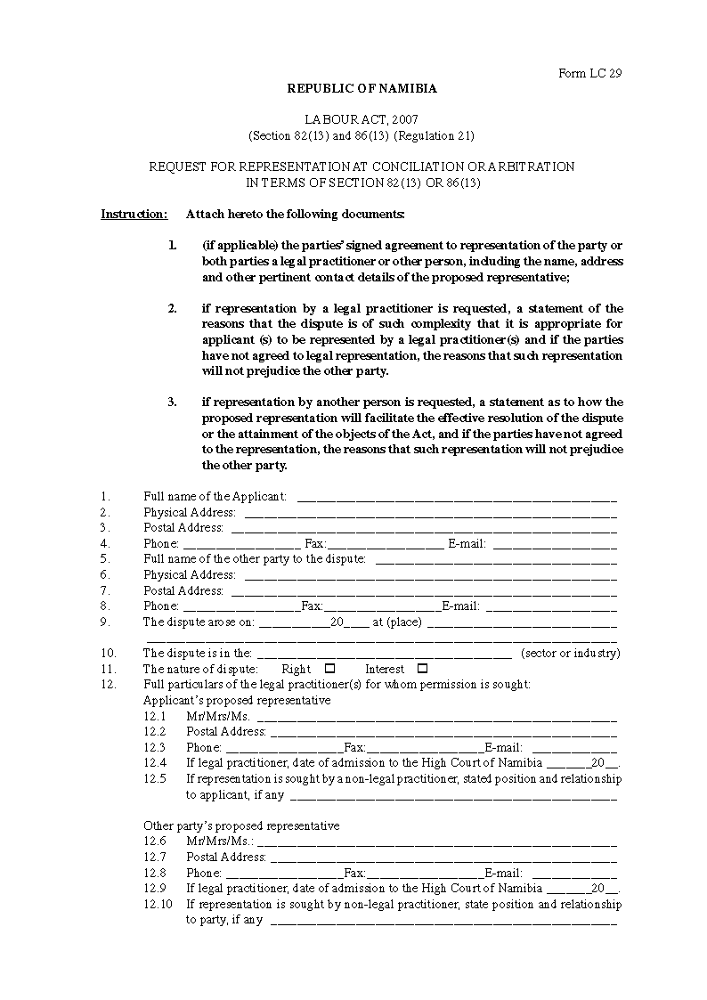 Form LC 29
REPUBLIC OF NAMIBIA
LABOUR ACT, 2007
(Section 82(13) and 86(13) (Regulation 21)
REQUEST FOR REPRESENTATION AT CONCILIATION OR ARBITRATION
IN TERMS OF SECTION 82(13) OR 86(13)
Instruction: Attach hereto the following documents:
1. (if applicable) the parties' signed agreement to representation of the party or
both parties a legal practitioner or other person, including the name, address
and other pertinent contact details of the proposed representative;
2. if representation by a legal practitioner is requested, a statement of the
reasons that the dispute is of such complexity that it is appropriate for
applicant (s) to be represented by a legal practitioner(s) and if the parties
have not agreed to legal representation, the reasons that such representation
will not prejudice the other party.
3. if representation by another person is requested, a statement as to how the
proposed representation will facilitate the effective resolution of the dispute
or the attainment of the objects of the Act, and if the parties have not agreed
to the representation, the reasons that such representation will not prejudice
the other party.
1. Full name of the Applicant: ____________________
2. Physical Address: ____________________
3. Postal Address: ____________________
4. Phone: __________ Fax:__________ E-mail: __________
5. Full name of the other party to the dispute: ____________________
6. Physical Address: ____________________
7. Postal Address: ____________________
8. Phone: __________Fax:__________E-mail: __________
9. The dispute arose on: __________20____ at (place) ____________________
____________________
10. The dispute is in the: ____________________ (sector or industry)
11. The nature of dispute: Right ☐ Interest ☐
12. Full particulars of the legal practitioner(s) for whom permission is sought:
Applicant's proposed representative
12.1 Mr/Mrs/Ms. ____________________
12.2 Postal Address: ____________________
12.3 Phone: __________Fax:__________E-mail: __________
12.4 If legal practitioner, date of admission to the High Court of Namibia ______20__.
12.5 If representation is sought by a non-legal practitioner, stated position and relationship
to applicant, if any ____________________
Other party's proposed representative
12.6 Mr/Mrs/Ms.: ____________________
12.7 Postal Address: ____________________
12.8 Phone: __________Fax:__________E-mail: __________
12.9 If legal practitioner, date of admission to the High Court of Namibia ______20__.
12.10 If representation is sought by non-legal practitioner, state position and relationship
to party, if any ____________________